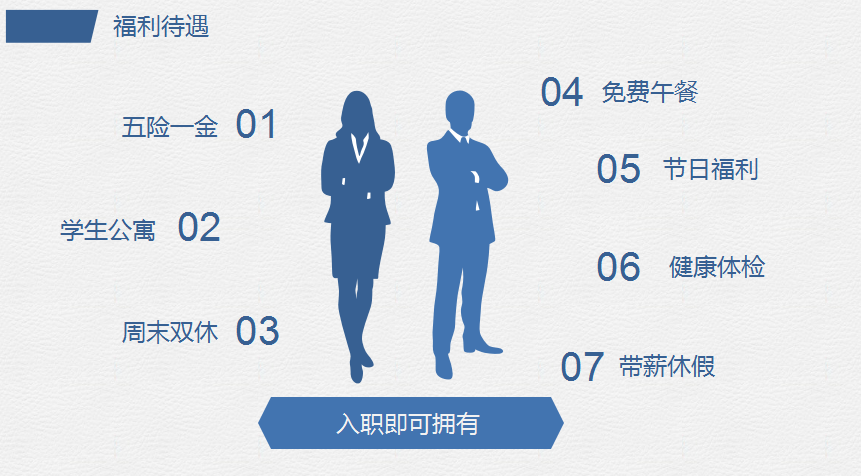 福利待遇
五险一金 01
学生公寓 02
周末双休 03
04 免费午餐
05 节日福利
06 健康体检
07 带薪休假
入职即可拥有